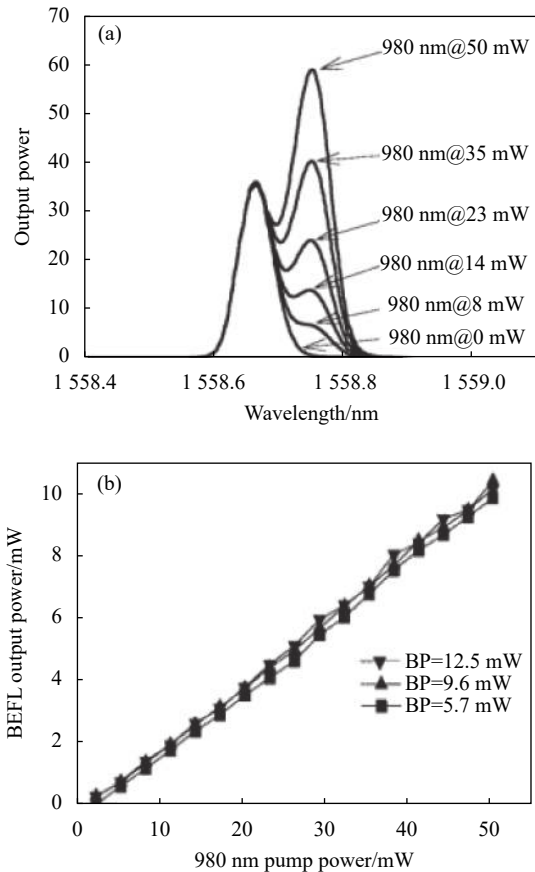 (a)
70
60
50
40
30
20
10
0
Output power
980 nm@50 mW
980 nm@35 mW
980 nm@23 mW
980 nm@14 mW
980 nm@8 mW
980 nm@0 mW
1 558.4 1 558.6 1 558.8 1 559.0
Wavelength/nm
(b)
10
8
6
4
2
0
BEFL output power/mW
BP=12.5 mW
BP=9.6 mW
BP=5.7 mW
0 10 20 30 40 50
980 nm pump power/mW